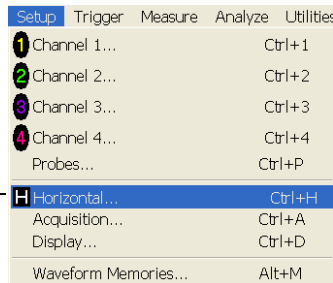 Setup Trigger Measure Analyze Utilities
1 Channel 1... Ctrl+1
2 Channel 2... Ctrl+2
3 Channel 3... Ctrl+3
4 Channel 4... Ctrl+4
Probes... Ctrl+P
H Horizontal... Ctrl+H
Acquisition... Ctrl+A
Display... Ctrl+D
Waveform Memories... Alt+M